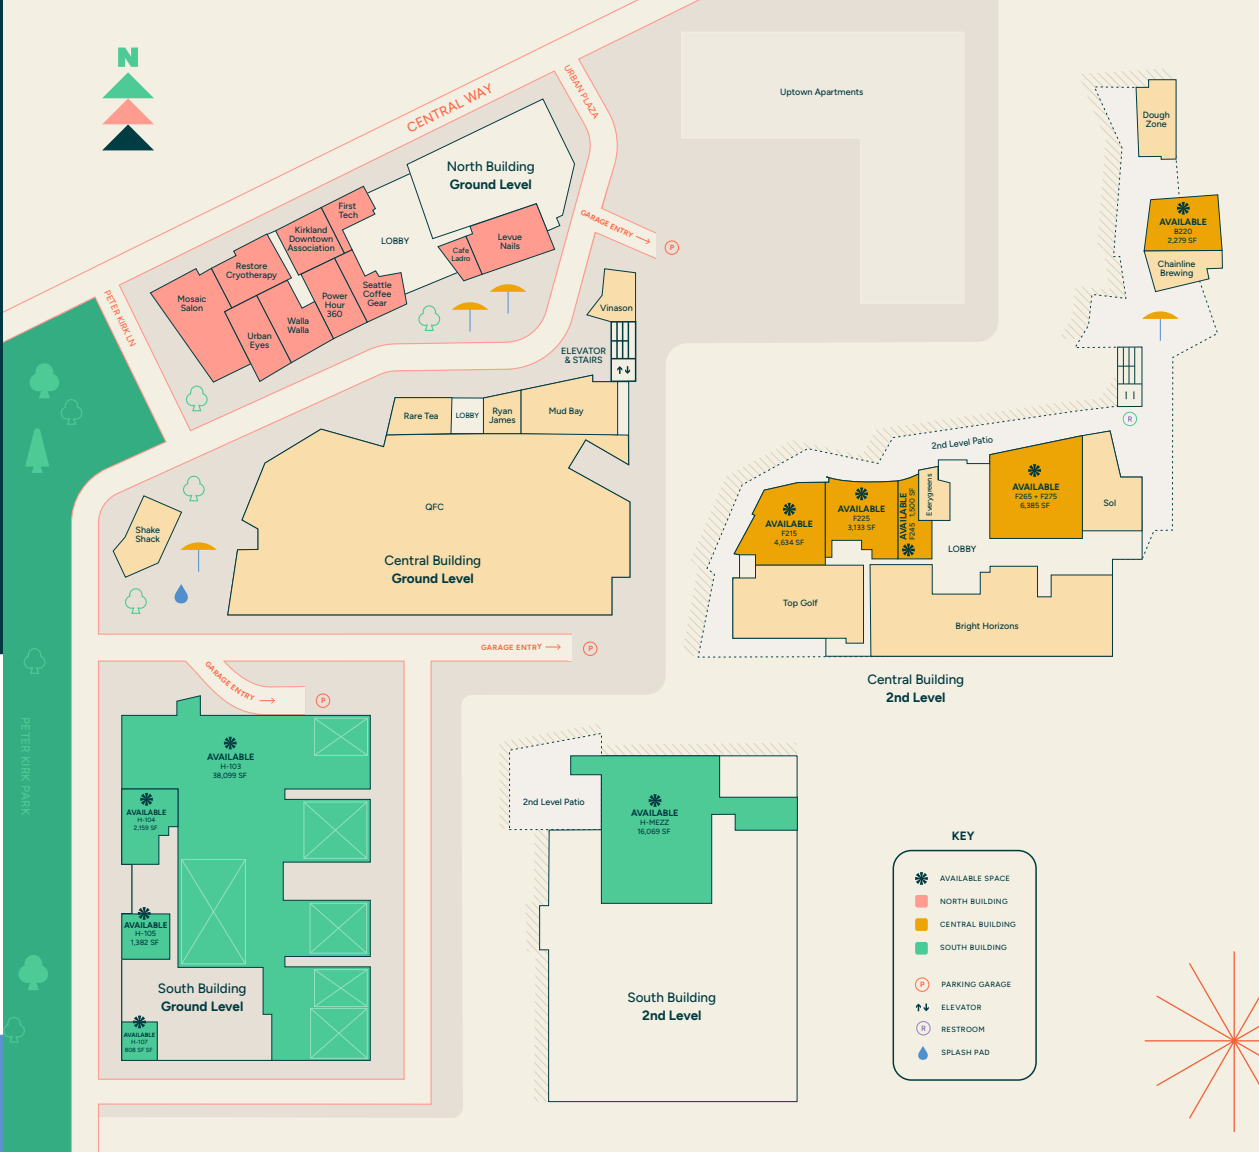 N
CENTRAL WAY
URBAN PLAZA
Uptown Apartments
Dough
Zone
North Building
Ground Level
First
Tech
Kirkland
Downtown
Association
LOBBY
Cafe
Ladro
Levue
Nails
GARAGE ENTRY
P
AVAILABLE
B220
2,279 SF
Chainline
Brewing
Restore
Cryotherapy
Mosaic
Salon
Seattle
Coffee
Gear
Power
Hour
360
Walla
Walla
Urban
Eyes
PETER KIRK LN
Vinason
ELEVATOR
& STAIRS
Rare Tea
LOBBY
Ryan
James
Mud Bay
R
2nd Level Patio
QFC
Central Building
Ground Level
Shake
Shack
AVAILABLE
F215
4,634 SF
AVAILABLE
F225
3,133 SF
AVAILABLE
F245 1,500 SF
Everygreens
AVAILABLE
F265 + F275
6,385 SF
Sol
LOBBY
Top Golf
Bright Horizons
Central Building
2nd Level
GARAGE ENTRY
P
GARAGE ENTRY
P
PETER KIRK PARK
AVAILABLE
H-103
38,099 SF
AVAILABLE
H-104
2,159 SF
AVAILABLE
H-105
1,382 SF
South Building
Ground Level
AVAILABLE
H-107
808 SF SF
2nd Level Patio
AVAILABLE
H-MEZZ
16,069 SF
South Building
2nd Level
KEY
AVAILABLE SPACE
NORTH BUILDING
CENTRAL BUILDING
SOUTH BUILDING
P PARKING GARAGE
ELEVATOR
R RESTROOM
SPLASH PAD